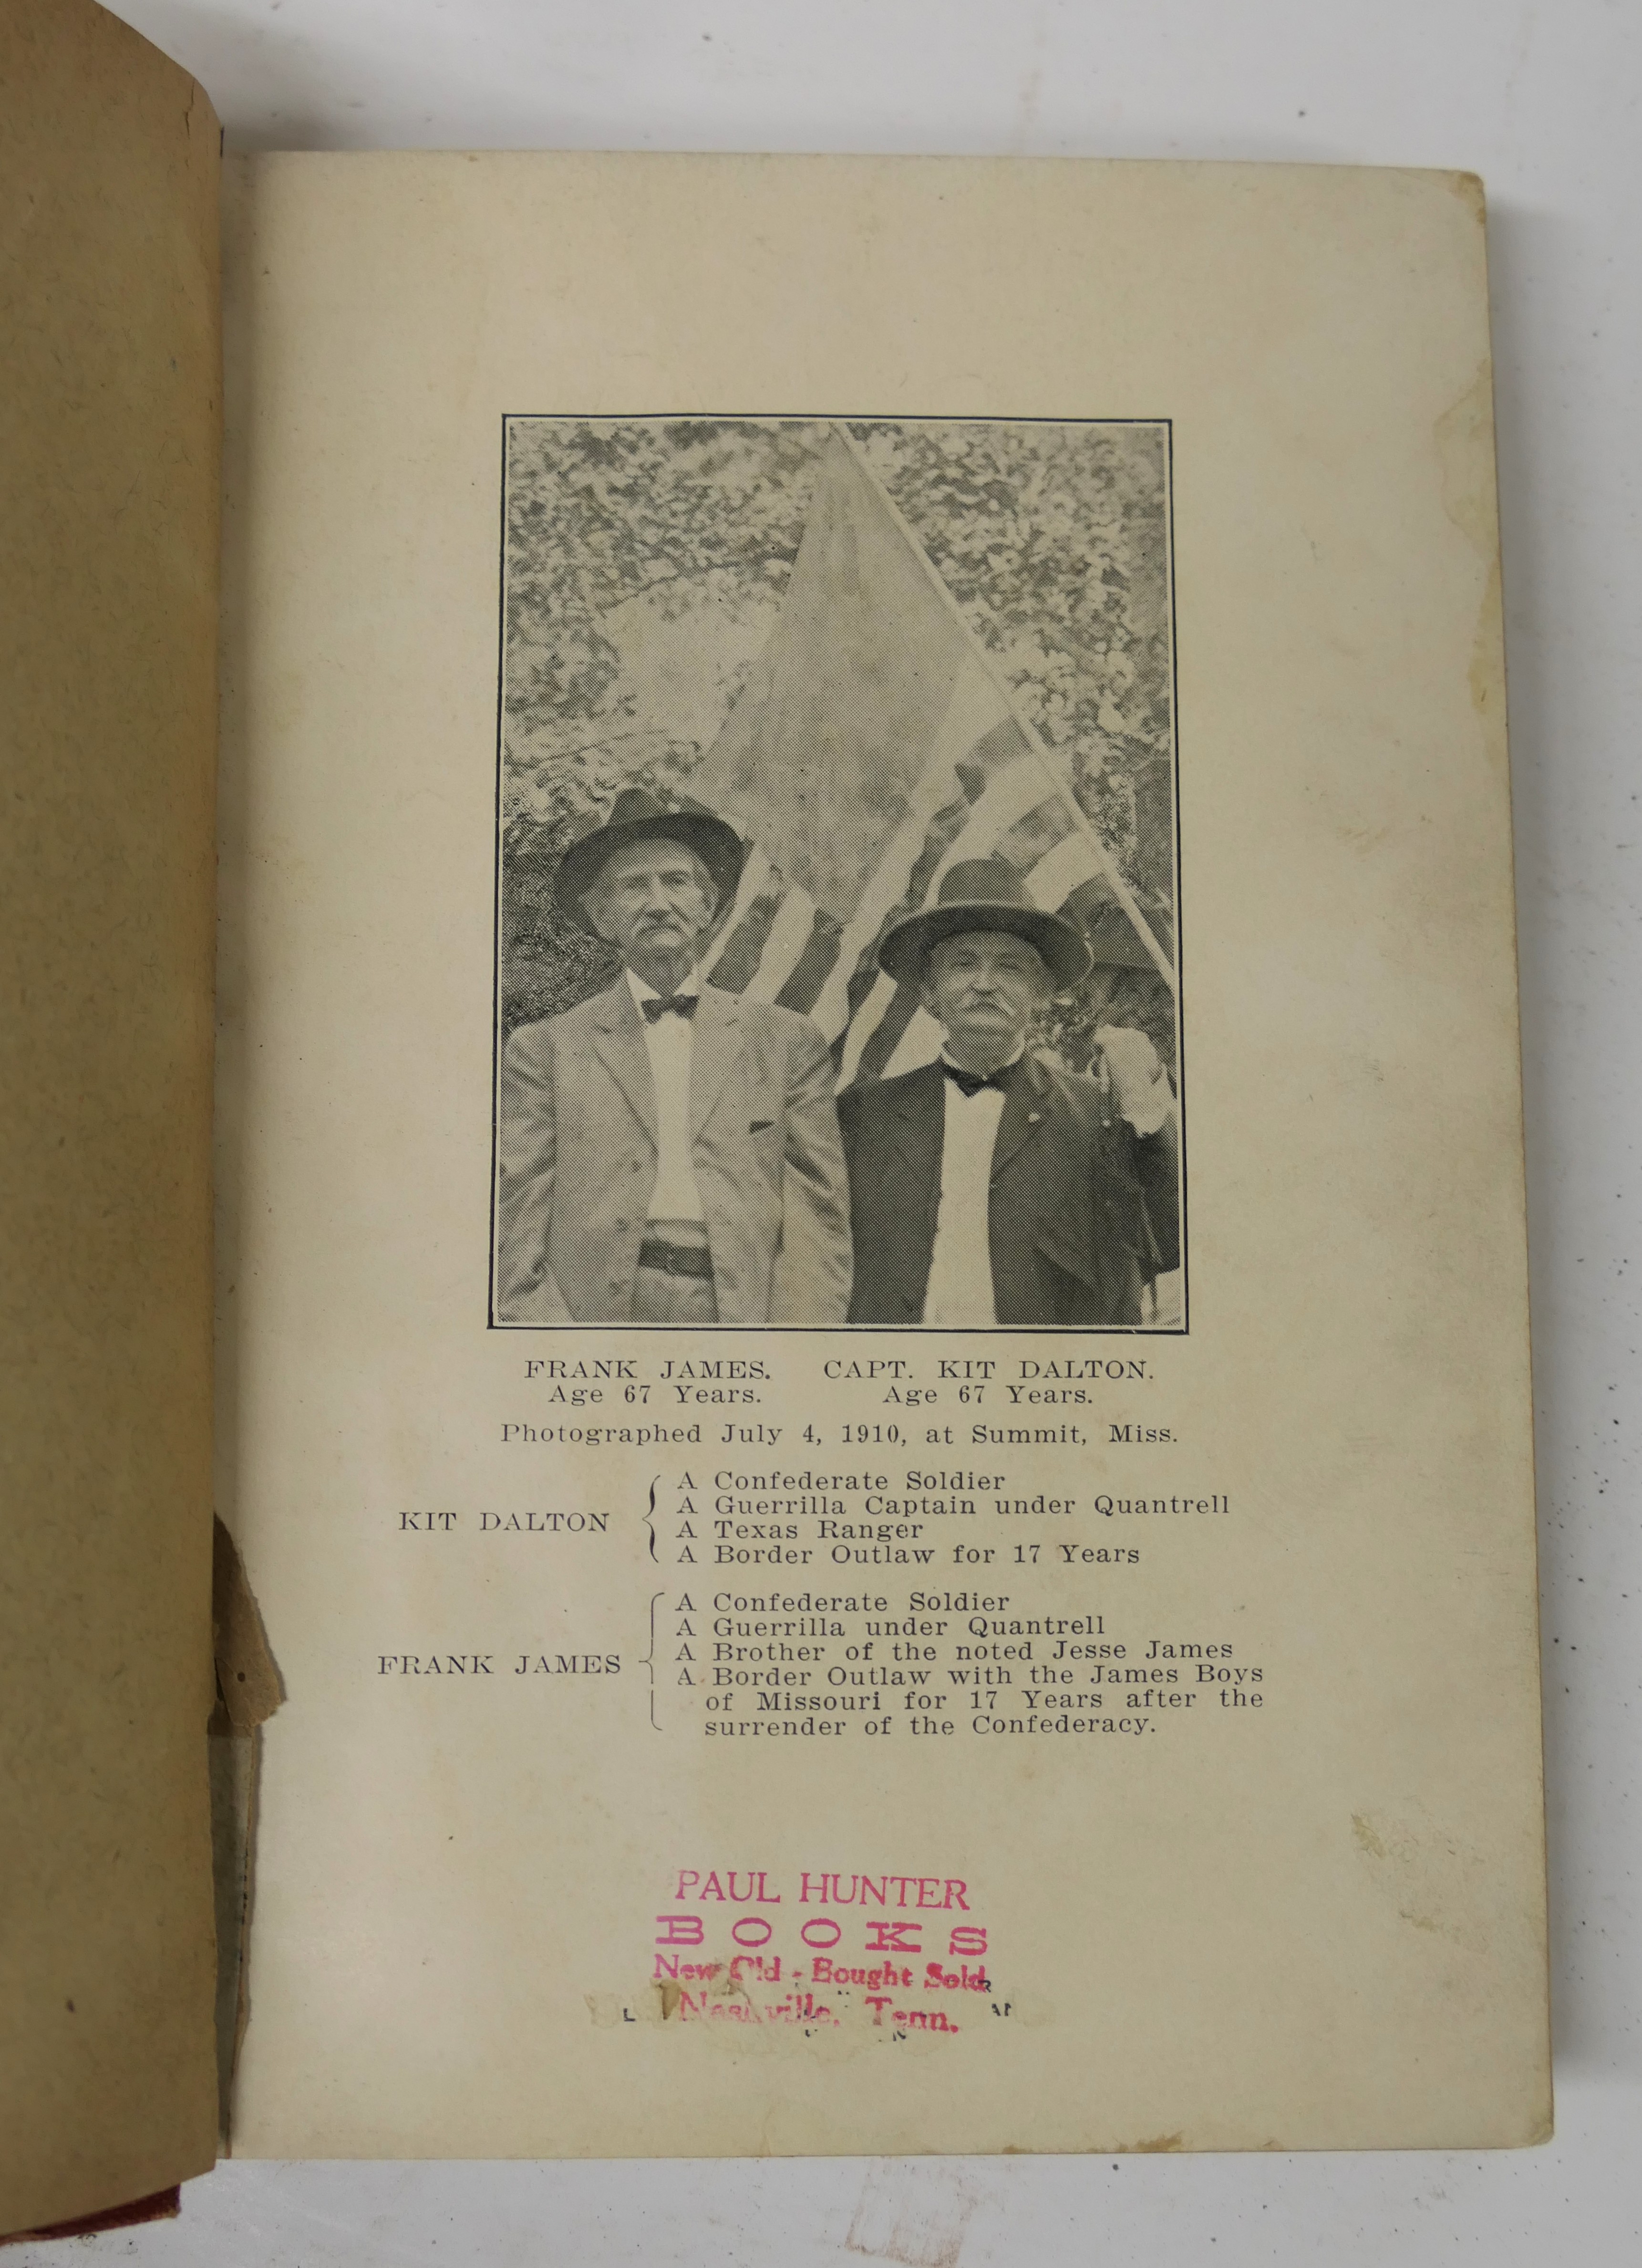 FRANK JAMES. CAPT. KIT DALTON.
Age 67 Years. Age 67 Years.
Photographed July 4, 1910, at Summit, Miss.
KIT DALTON
A Confederate Soldier
A Guerrilla Captain under Quantrell
A Texas Ranger
A Border Outlaw for 17 Years
FRANK JAMES
A Confederate Soldier
A Guerrilla under Quantrell
A Brother of the noted Jesse James
A Border Outlaw with the James Boys
of Missouri for 17 Years after the
surrender of the Confederacy.
PAUL HUNTER
BOOKS
New Old - Bought Sold
Nashville, Tenn.